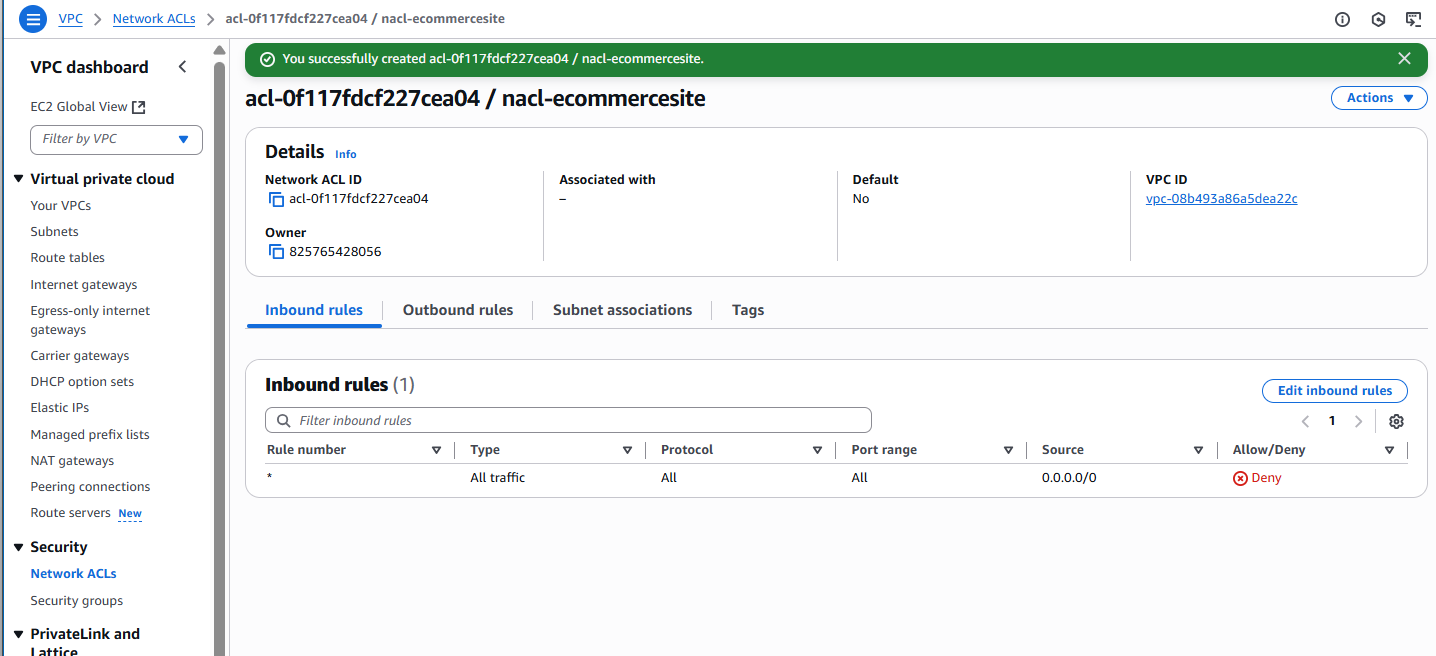 VPC > Network ACLs > acl-0f117fdcf227cea04 / nacl-ecommercesite
VPC dashboard
EC2 Global View
Filter by VPC
Virtual private cloud
Your VPCs
Subnets
Route tables
Internet gateways
Egress-only internet
gateways
Carrier gateways
DHCP option sets
Elastic IPs
Managed prefix lists
NAT gateways
Peering connections
Route servers New
Security
Network ACLs
Security groups
PrivateLink and
Lattice
You successfully created acl-0f117fdcf227cea04 / nacl-ecommercesite.
acl-0f117fdcf227cea04 / nacl-ecommercesite
Actions
Details Info
Network ACL ID
acl-0f117fdcf227cea04
Owner
825765428056
Associated with
–
Default
No
VPC ID
vpc-08b493a86a5dea22c
Inbound rules Outbound rules Subnet associations Tags
Inbound rules (1)
Edit inbound rules
Filter inbound rules
1
Rule number Type Protocol Port range Source Allow/Deny
* All traffic All All 0.0.0.0/0 Deny